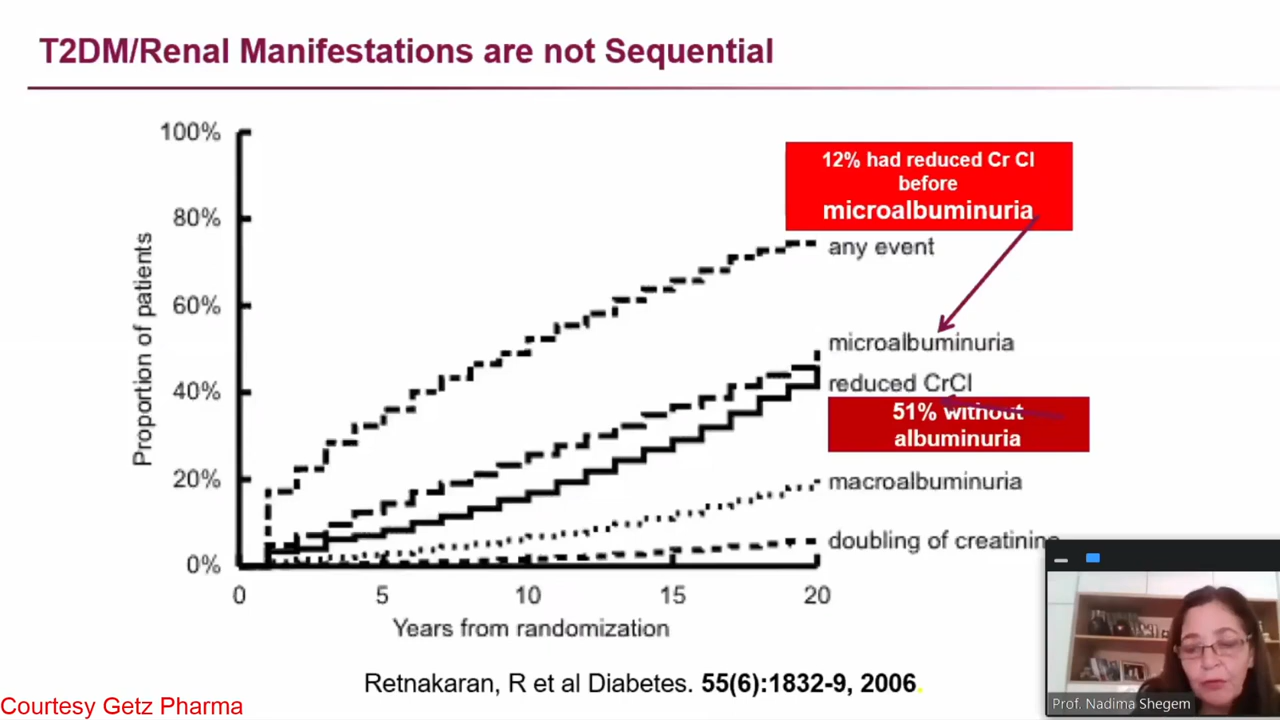 T2DM/Renal Manifestations are not Sequential
100%
80%
60%
40%
20%
0%
Proportion of patients
0
5
10
15
20
Years from randomization
12% had reduced Cr Cl
before
microalbuminuria
any event
microalbuminuria
reduced CrCl
51% without
albuminuria
macroalbuminuria
doubling of creatinine
Retnakaran, R et al Diabetes. 55(6):1832-9, 2006.
Courtesy Getz Pharma
Prof. Nadima Shegem